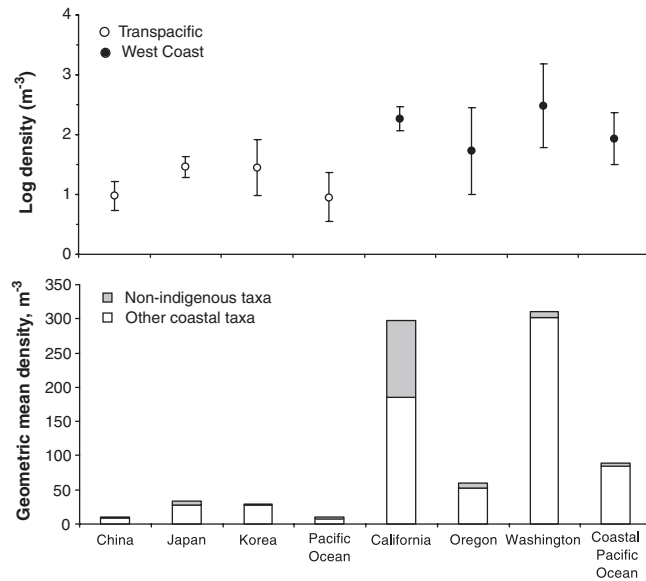 4
Transpacific
West Coast
3
2
1
0
Log density (m⁻³)
350
Non-indigenous taxa
300
Other coastal taxa
250
200
150
100
50
0
Geometric mean density, m⁻³
China Japan Korea Pacific Ocean California Oregon Washington Coastal Pacific Ocean